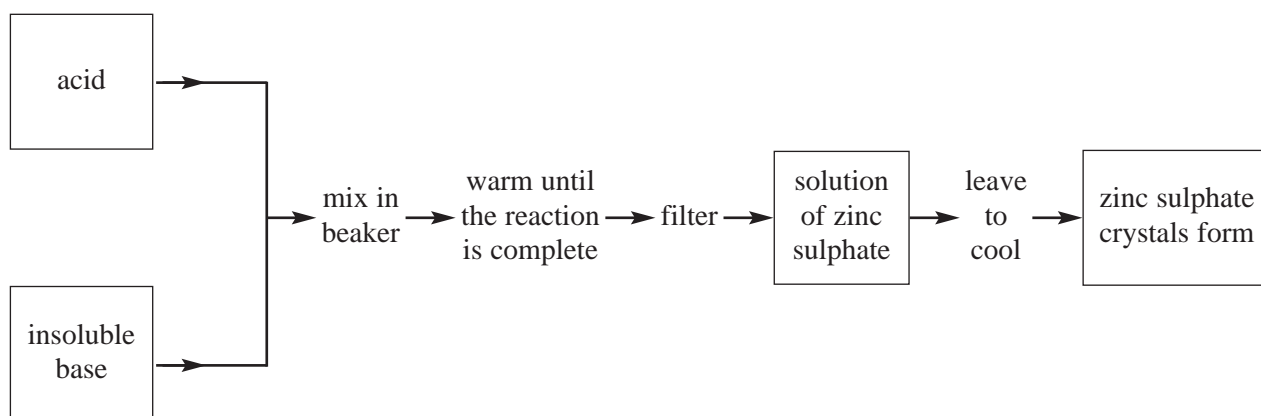 acid
insoluble
base
mix in
beaker
warm until
the reaction
is complete
filter
solution
of zinc
sulphate
leave
to
cool
zinc sulphate
crystals form